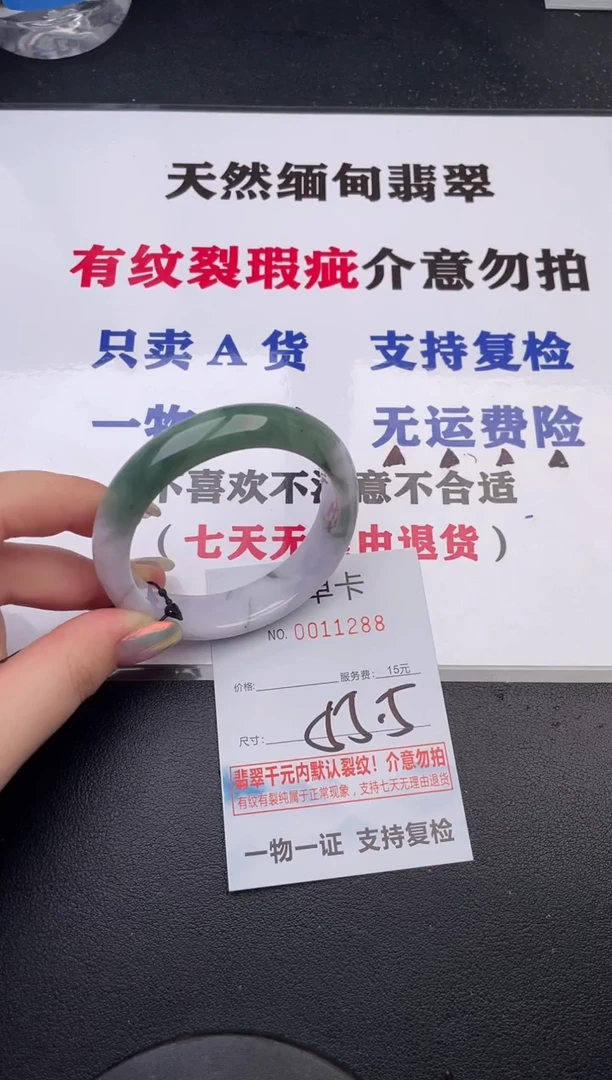 天然缅甸翡翠
有纹裂瑕疵介意勿拍
只卖A货 支持复检
一物 无运费险
不喜欢不满意不合适
(七天无理由退货)
卡
NO. 0011288
价格: 服务费: 15元
尺寸: 53.5
翡翠千元内默认裂纹!介意勿拍
有纹有裂纯属于正常现象,支持七天无理由退货
一物一证 支持复检